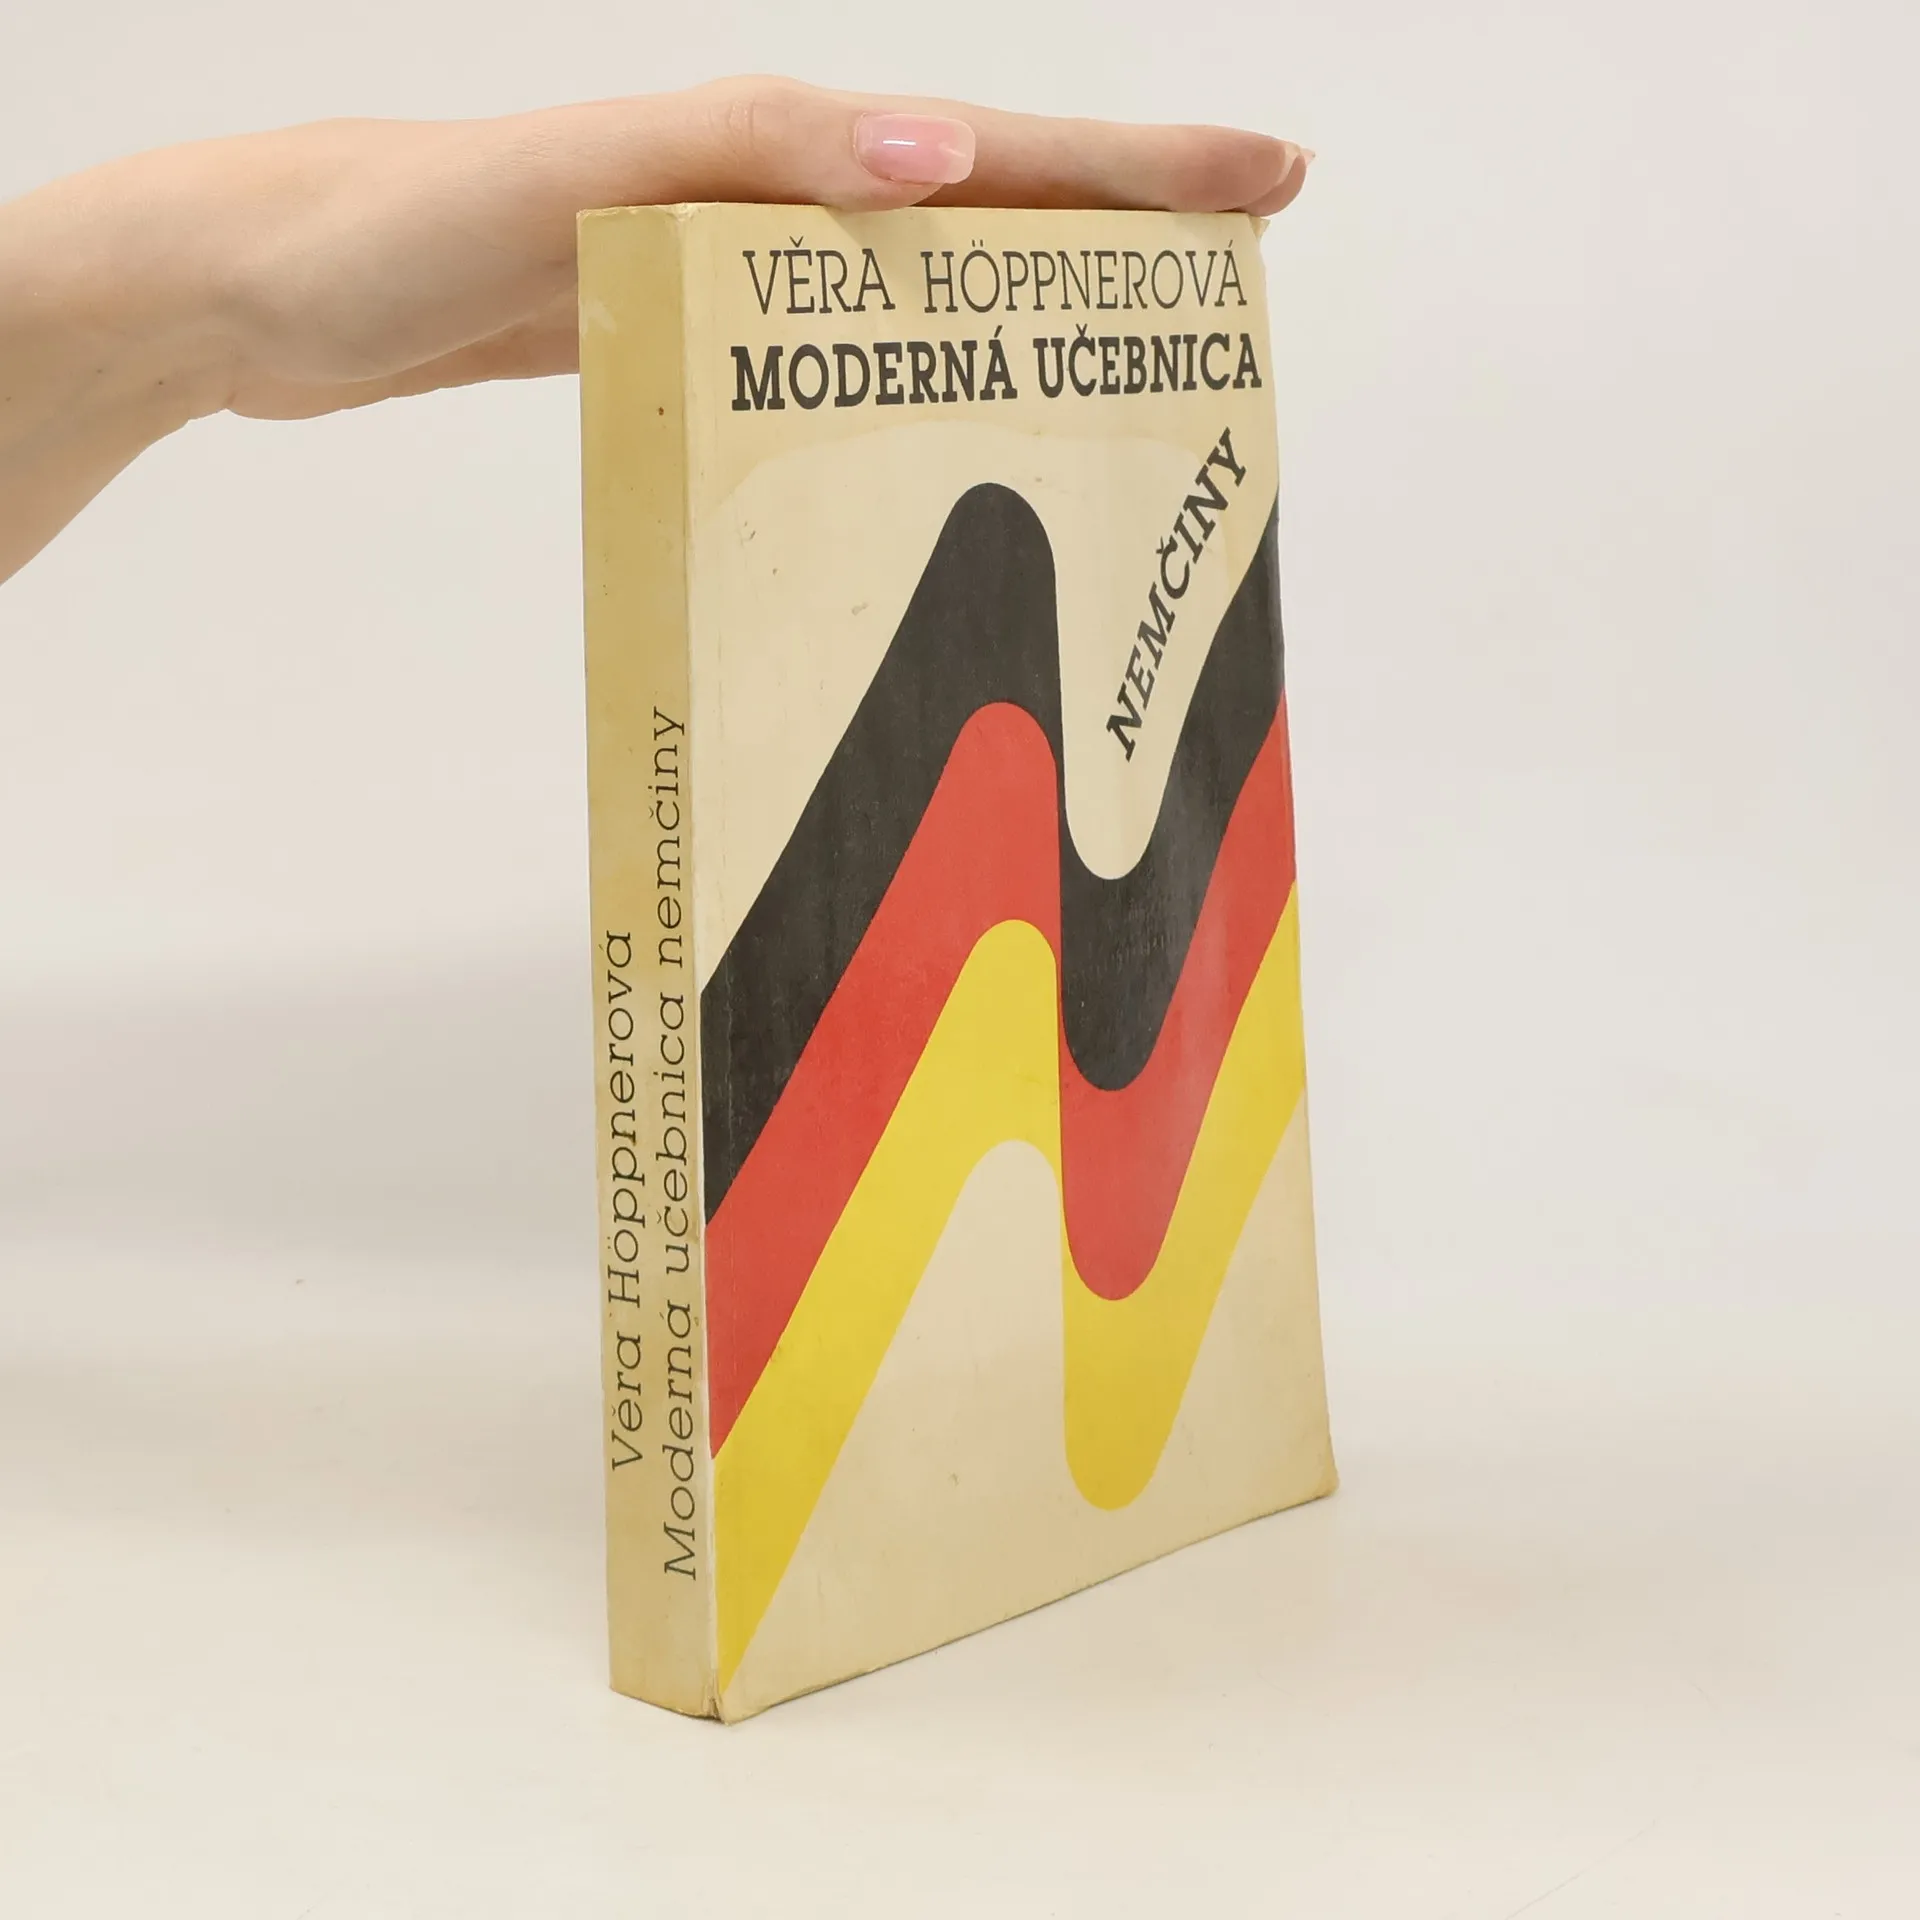 VĚRA HÖPPNEROVÁ
MODERNÁ UČEBNICA
NEMČINY
Věra Höppnerová
Moderná učebnica nemčiny